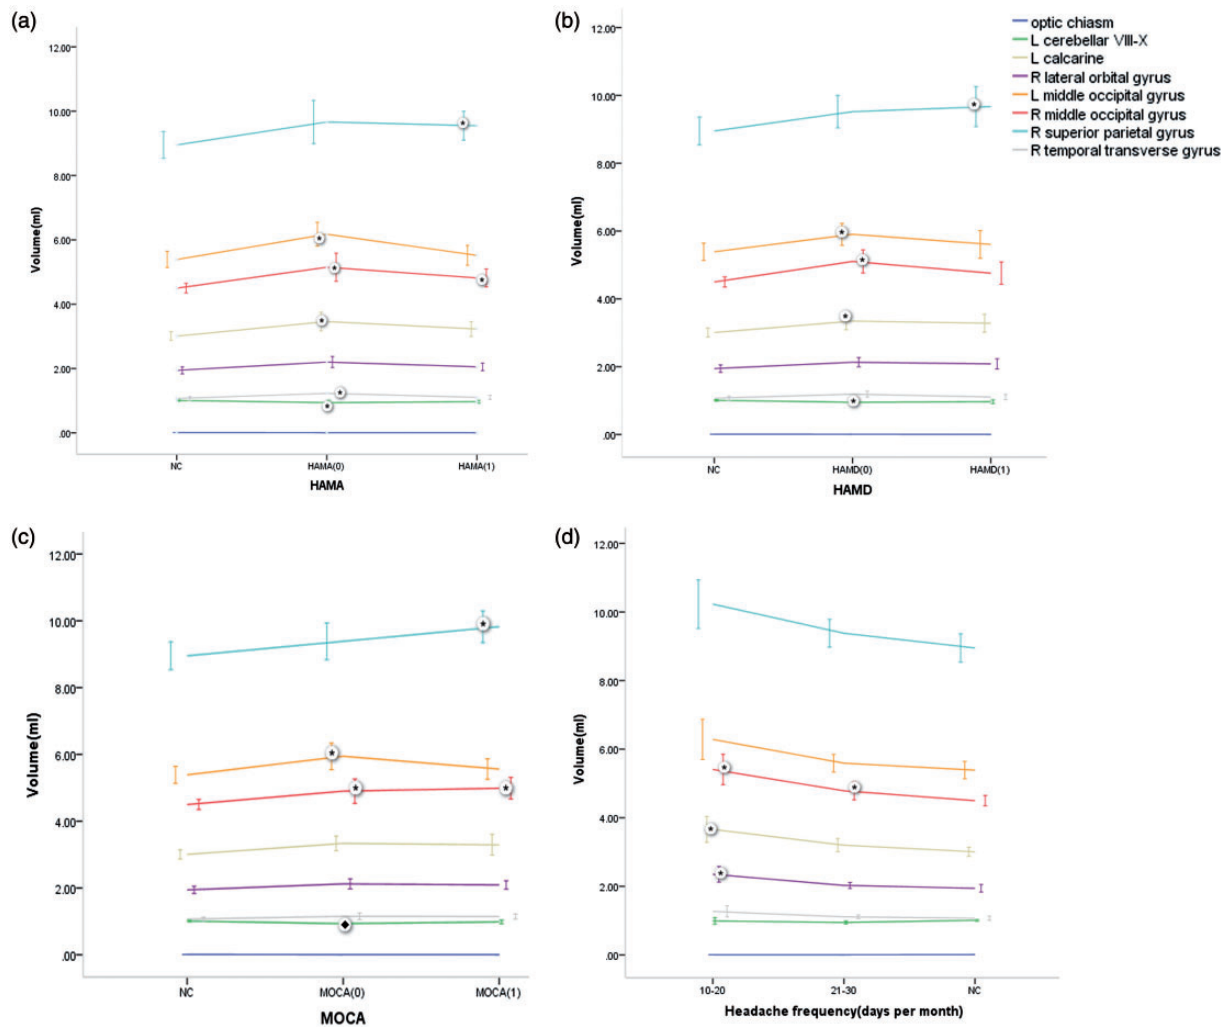 (a)
12.00
10.00
8.00
6.00
4.00
2.00
.00
Volume(ml)
NC
HAMA(0)
HAMA(1)
HAMA
(b)
12.00
10.00
8.00
6.00
4.00
2.00
.00
Volume(ml)
NC
HAMD(0)
HAMD(1)
HAMD
optic chiasm
L cerebellar VIII-X
L calcarine
R lateral orbital gyrus
L middle occipital gyrus
R middle occipital gyrus
R superior parietal gyrus
R temporal transverse gyrus
(c)
12.00
10.00
8.00
6.00
4.00
2.00
.00
Volume(ml)
NC
MOCA(0)
MOCA(1)
MOCA
(d)
12.00
10.00
8.00
6.00
4.00
2.00
.00
Volume(ml)
10-20
21-30
NC
Headache frequency(days per month)